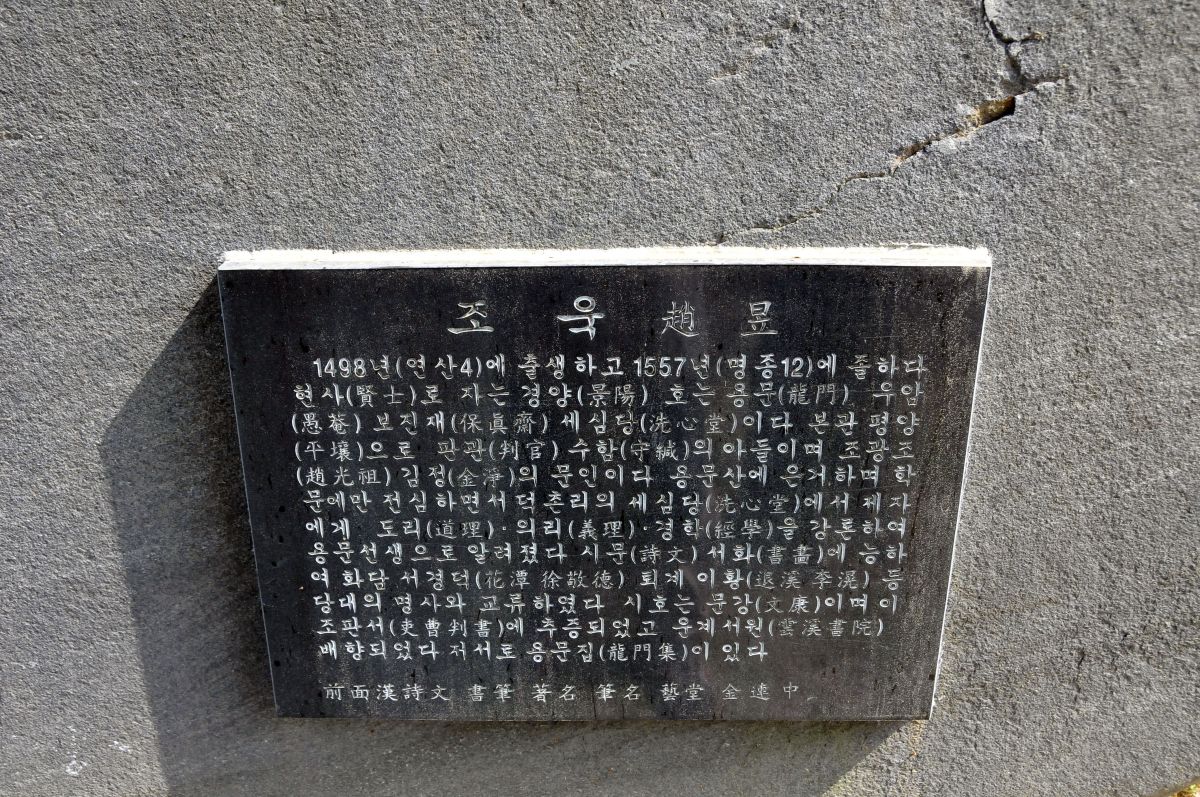 조 욱 趙 昱
1498년(연산4)에 출생하고 1557년(명종12)에 졸하다
현사(賢士)로 자는 경양(景陽) 호는 용문(龍門) 우암
(愚菴) 보진재(保眞齋) 세심당(洗心堂)이다 본관 평양
(平壤)으로 판관(判官) 수함(守緘)의 아들이며 조광조
(趙光祖) 김정(金淨)의 문인이다 용문산에 은거하며 학
문에만 전심하면서 덕촌리의 세심당(洗心堂)에서 제자
에게 도리(道理)·의리(義理)·경학(經學)을 강론하여
용문선생으로 알려졌다 시문(詩文) 서화(書畵)에 능하
여 화담 서경덕(花潭 徐敬德) 퇴계 이황(退溪 李滉) 등
당대의 명사와 교류하였다 시호는 문강(文康)이며 이
조판서(吏曹判書)에 추증되었고 운계서원(雲溪書院)
배향되었다 저서로 용문집(龍門集)이 있다
前面漢詩文 書筆 著名 筆名 藝堂 金達中